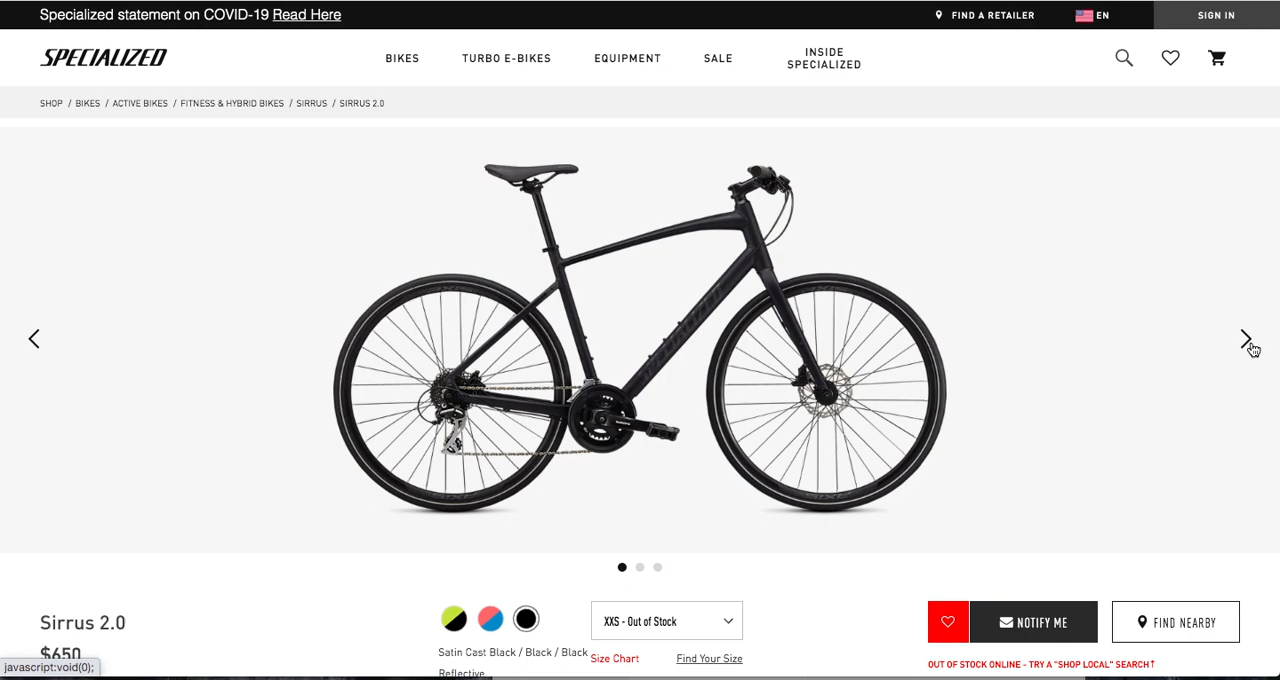 Specialized statement on COVID-19 Read Here
FIND A RETAILER
EN
SIGN IN
SPECIALIZED
BIKES
TURBO E-BIKES
EQUIPMENT
SALE
INSIDE
SPECIALIZED
SHOP / BIKES / ACTIVE BIKES / FITNESS & HYBRID BIKES / SIRRUS / SIRRUS 2.0
SPECIALIZED
Sirrus 2.0
$650
javascript:void(0);
Satin Cast Black / Black / Black
Reflective
XXS - Out of Stock
Size Chart
Find Your Size
NOTIFY ME
FIND NEARBY
OUT OF STOCK ONLINE - TRY A "SHOP LOCAL" SEARCH↑